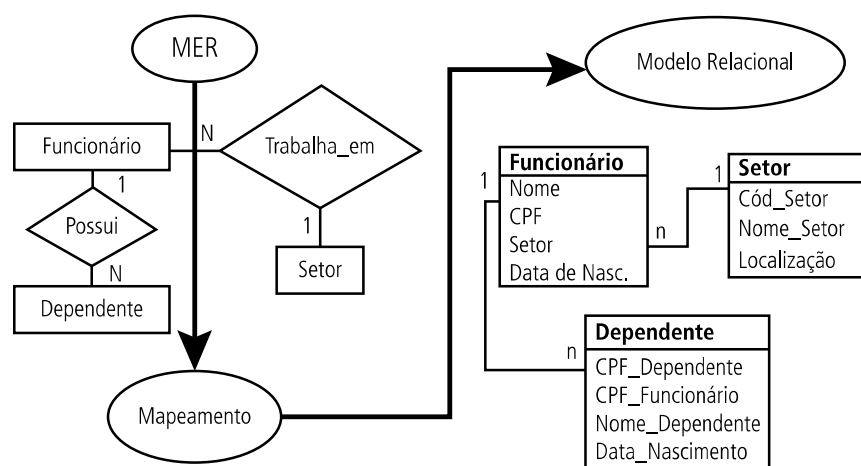 MER
Modelo Relacional
Funcionário
N
Trabalha_em
1
Possui
1
N
Setor
Dependente
Mapeamento
1
Funcionário
Nome
CPF
Setor
Data de Nasc.
n
1
Setor
Cód_Setor
Nome_Setor
Localização
n
Dependente
CPF_Dependente
CPF_Funcionário
Nome_Dependente
Data_Nascimento